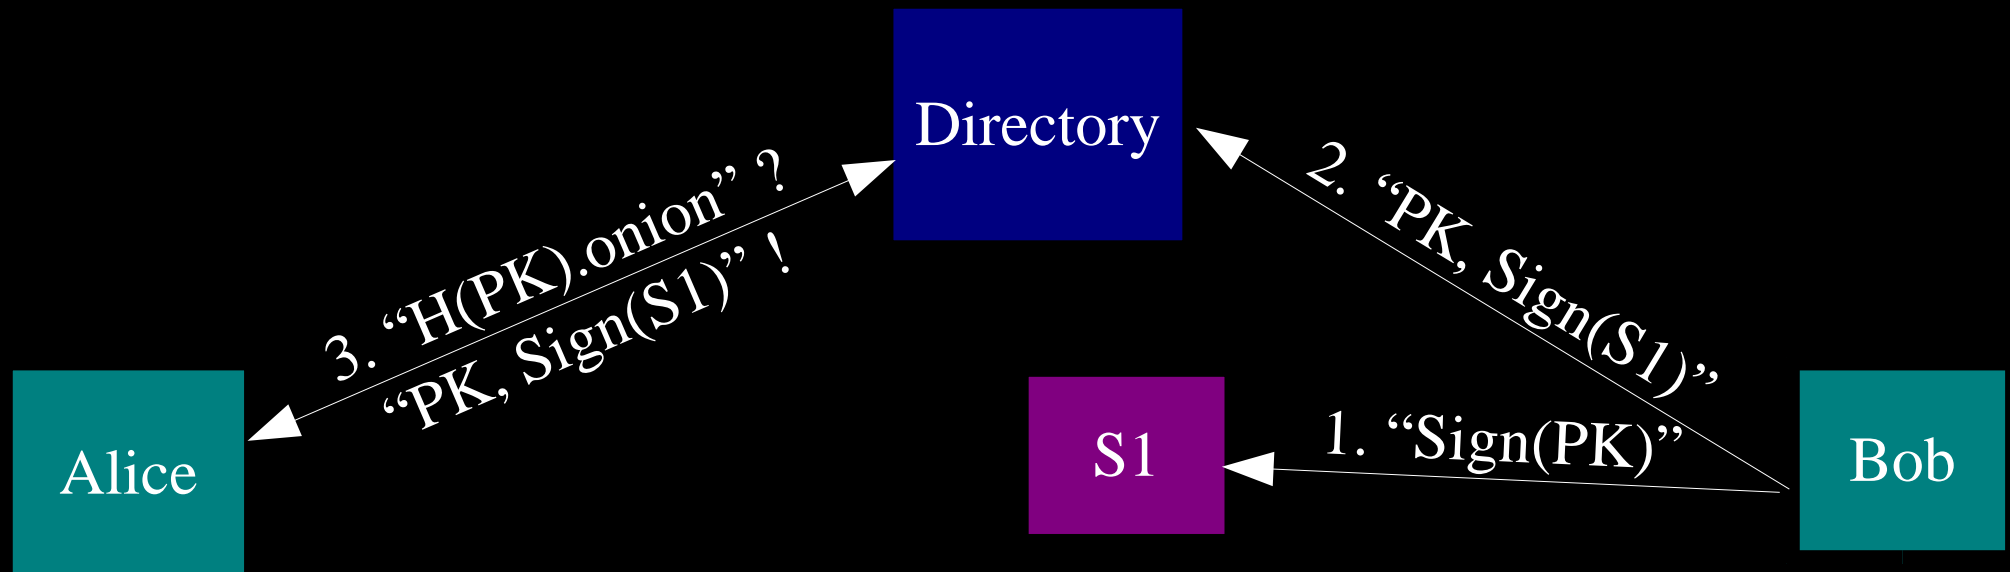 Directory
3. “H(PK).onion” ?
“PK, Sign(S1)” !
2. “PK, Sign(S1)”
1. “Sign(PK)”
Alice
S1
Bob